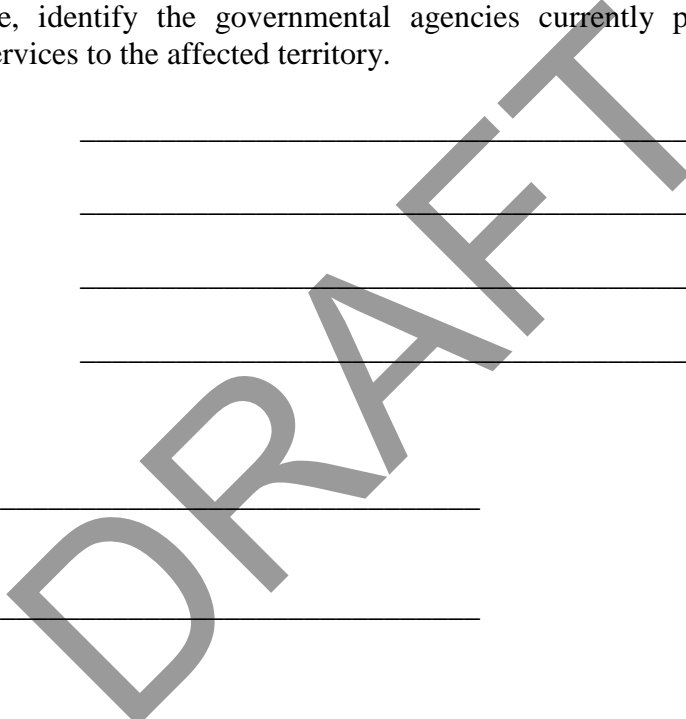 e, identify the governmental agencies currently p
ervices to the affected territory.
DRAFT